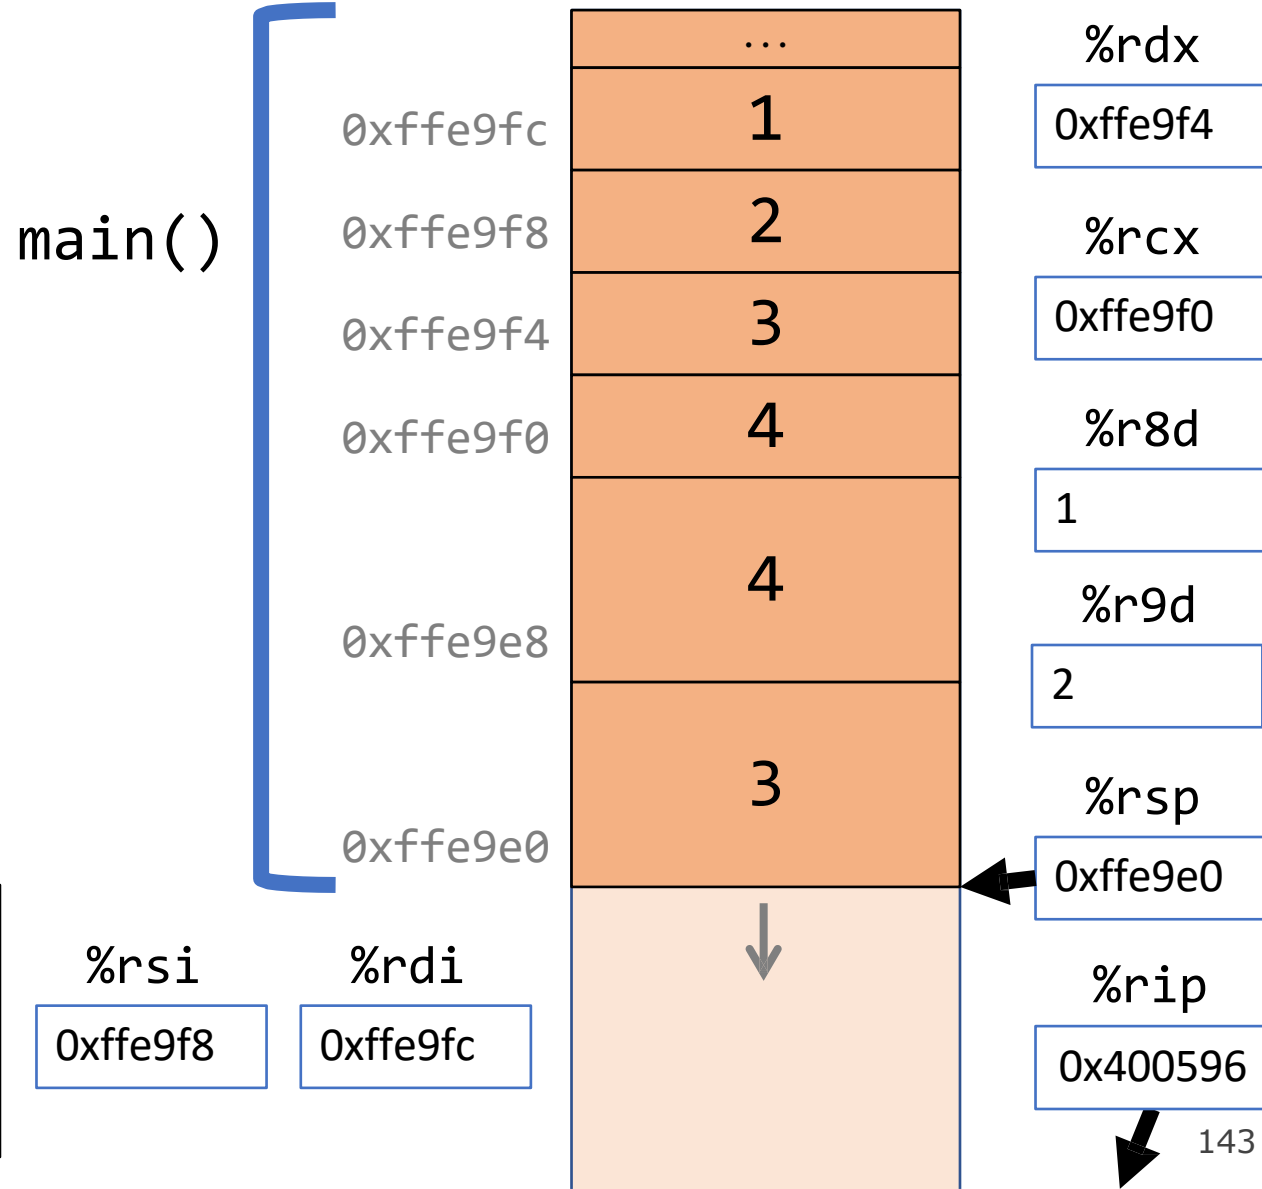 ...
%rdx
0xffe9fc
1
0xffe9f4
main()
0xffe9f8
2
%rcx
0xffe9f4
3
0xffe9f0
0xffe9f0
4
%r8d
1
4
%r9d
0xffe9e8
2
3
%rsp
0xffe9e0
0xffe9e0
%rsi
%rdi
%rip
0xffe9f8
0xffe9fc
0x400596
143